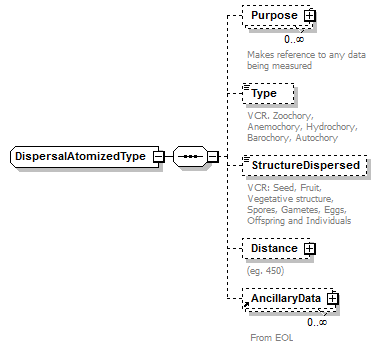 Purpose
0..∞
Makes reference to any data
being measured
Type
VCR. Zoochory,
Anemochory, Hydrochory,
Barochory, Autochory
DispersalAtomizedType
StructureDispersed
VCR: Seed, Fruit,
Vegetative structure,
Spores, Gametes, Eggs,
Offspring and Individuals
Distance
(eg. 450)
AncillaryData
0..∞
From EOL